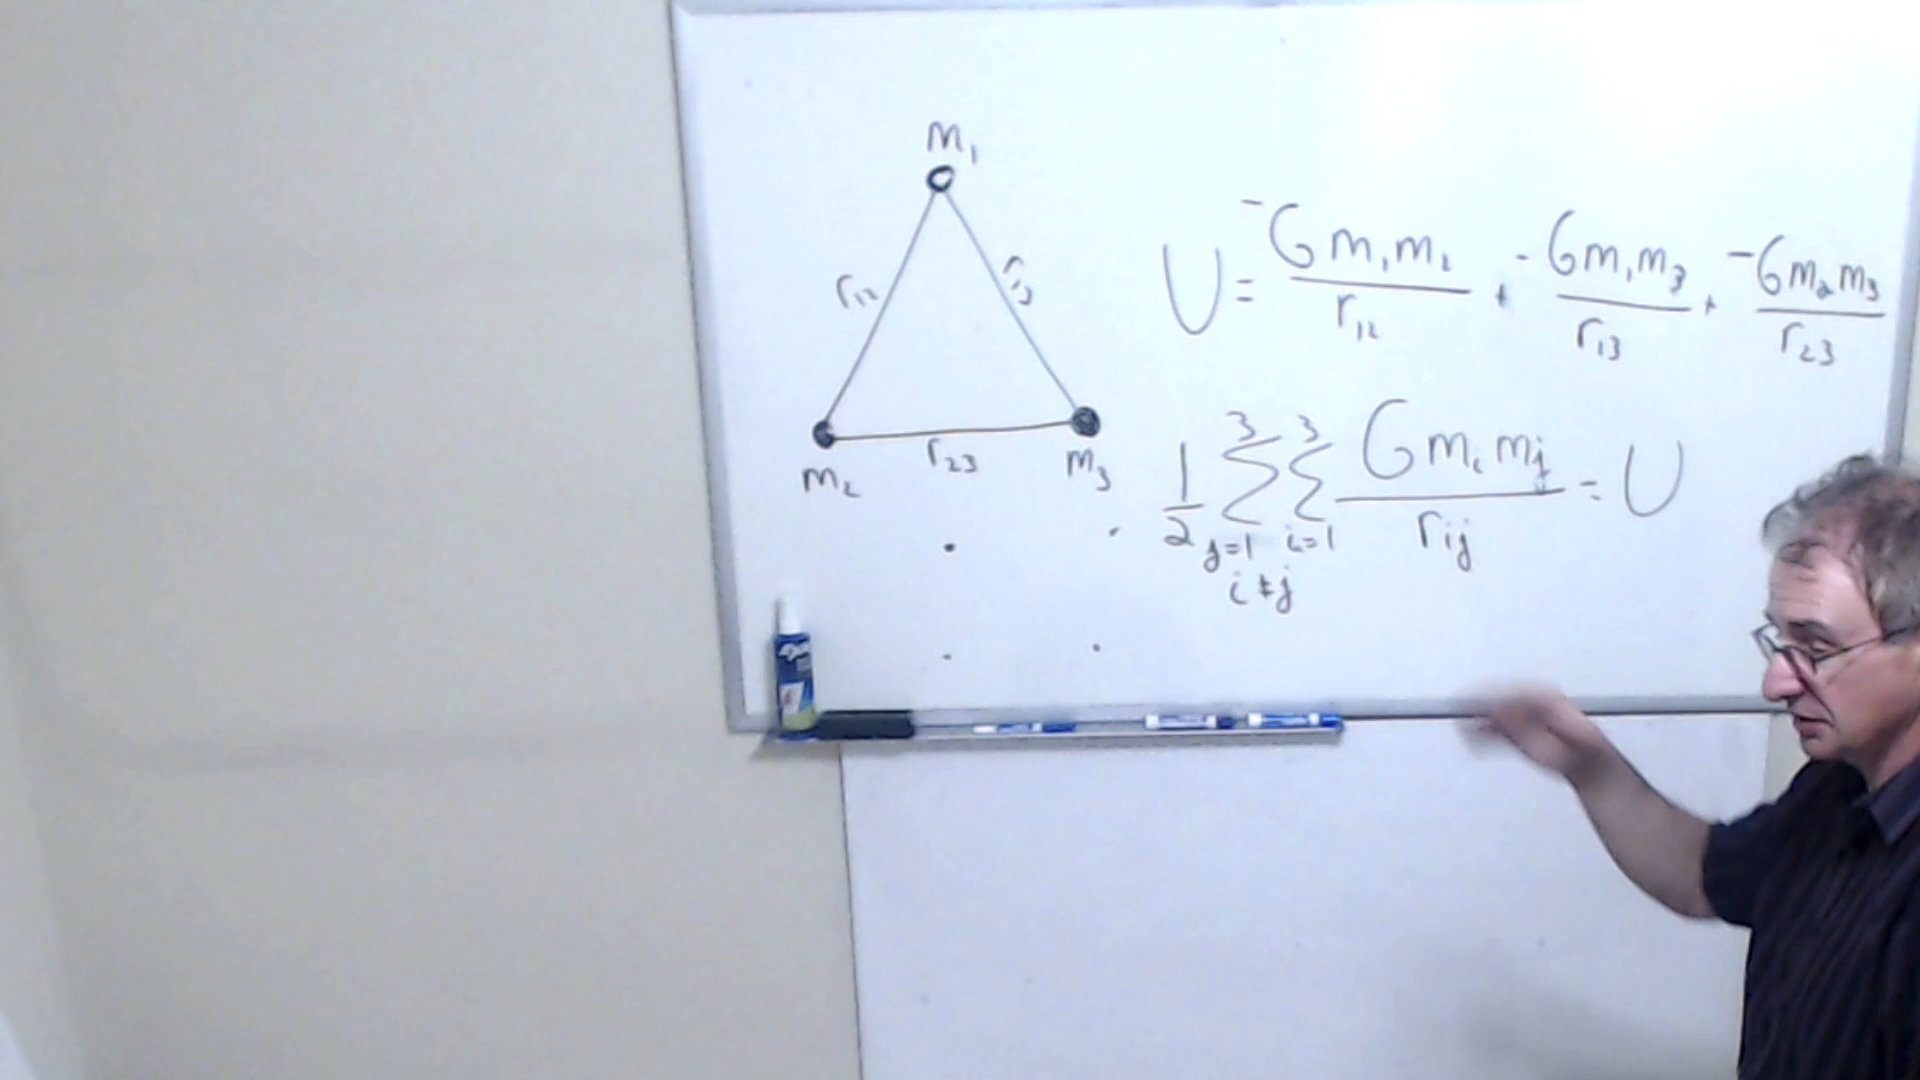 m₁
r₁₂
r₁₃
m₂
r₂₃
m₃
U = -Gm₁m₂/r₁₂ + -Gm₁m₃/r₁₃ + -Gm₂m₃/r₂₃
1/2 3 Σ j=1 3 Σ i=1 Gmᵢmⱼ/rᵢⱼ = U
i≠j